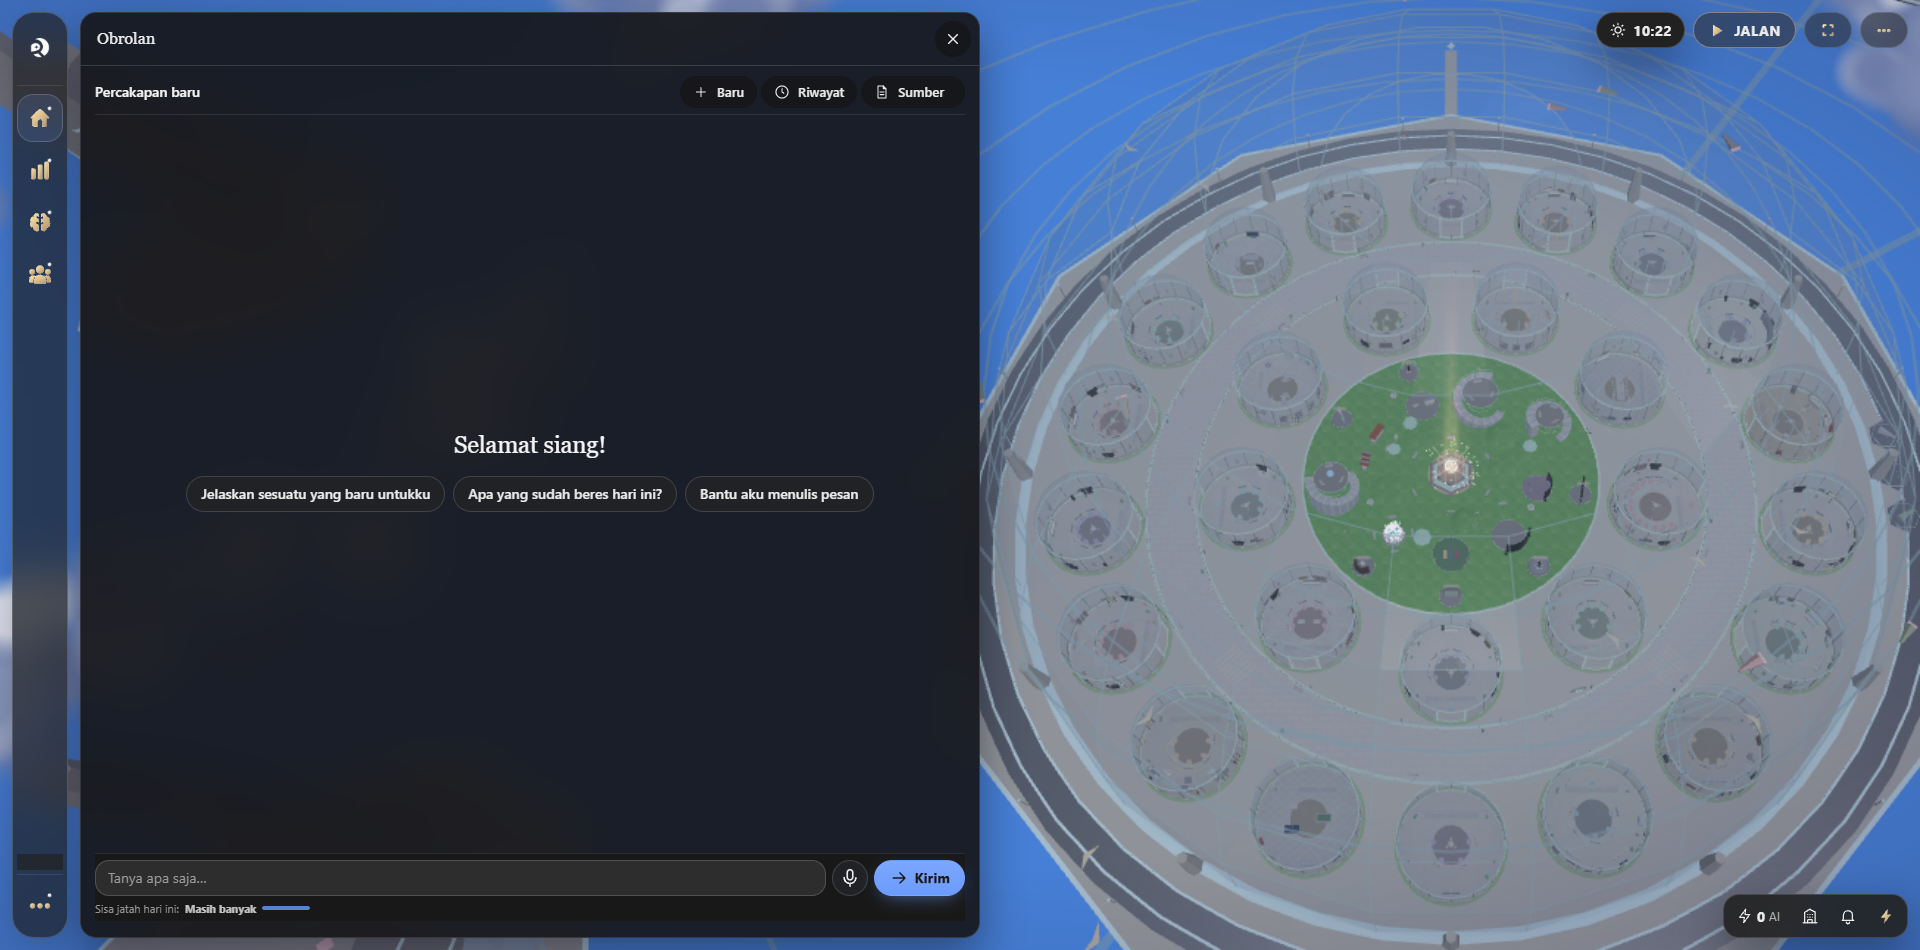 Obrolan
10:22
JALAN
Percakapan baru
Baru
Riwayat
Sumber
Selamat siang!
Jelaskan sesuatu yang baru untukku
Apa yang sudah beres hari ini?
Bantu aku menulis pesan
Tanya apa saja...
Kirim
Sisa jatah hari ini: Masih banyak
0 AI